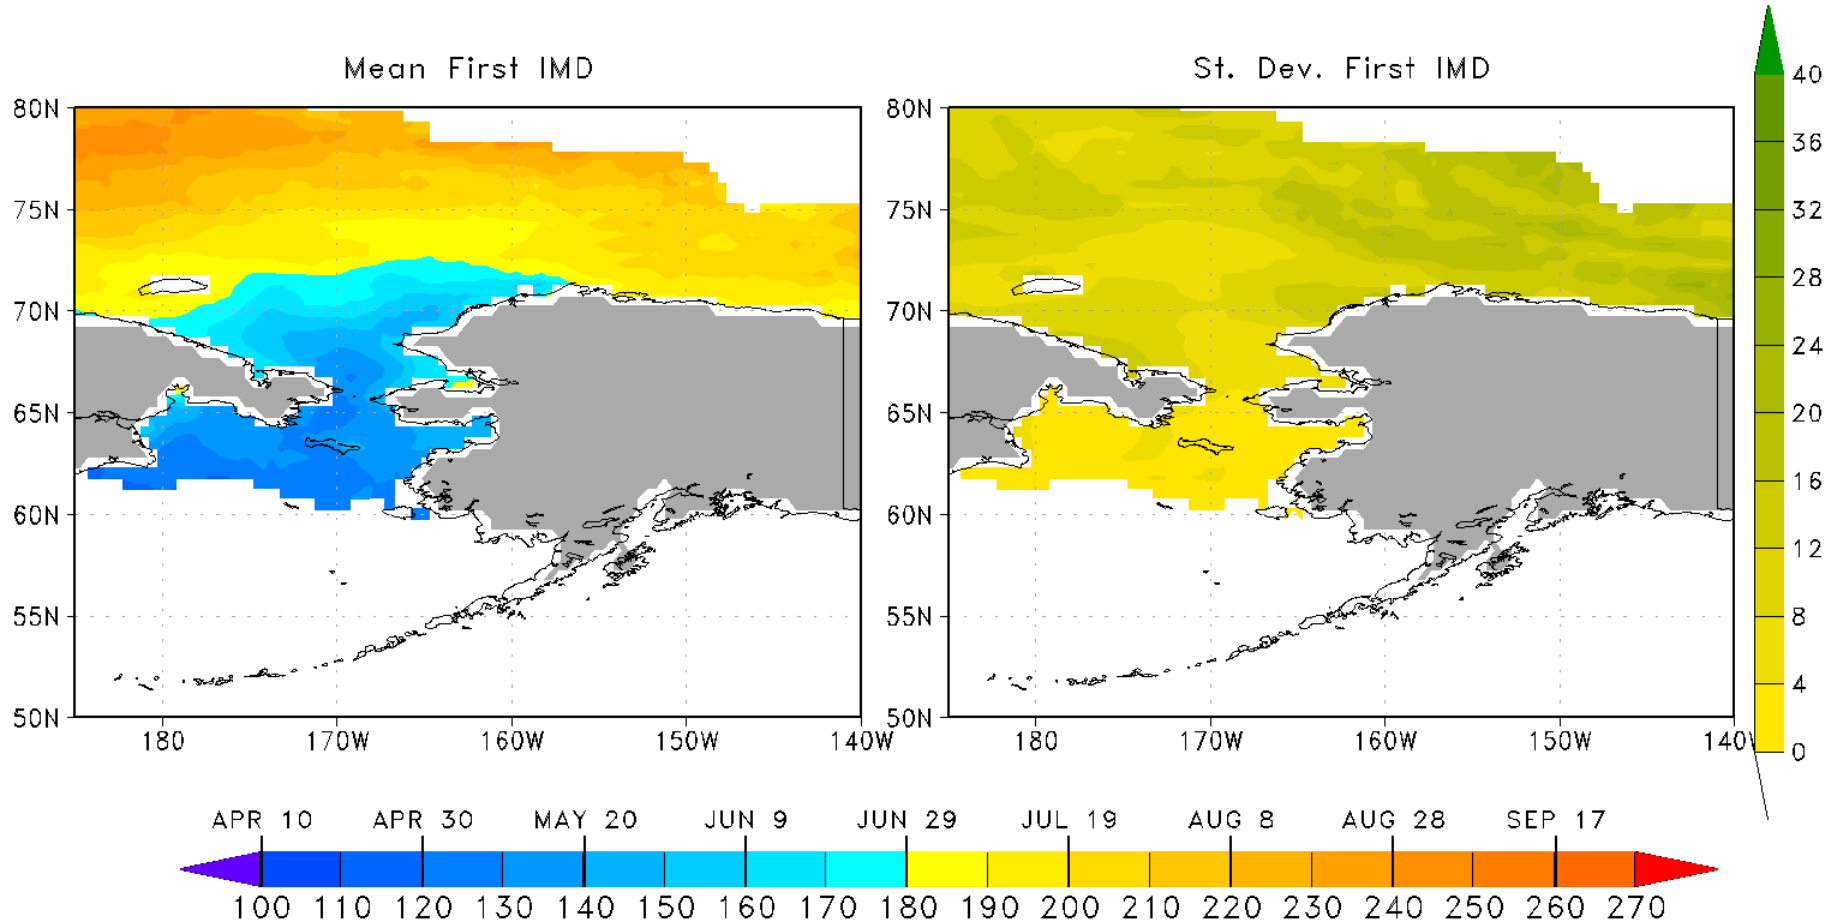 Mean First IMD
St. Dev. First IMD
80N
75N
70N
65N
60N
55N
50N
180
170W
160W
150W
140W
80N
75N
70N
65N
60N
55N
50N
180
170W
160W
150W
140W
40
36
32
28
24
20
16
12
8
4
0
APR 10 APR 30 MAY 20 JUN 9 JUN 29 JUL 19 AUG 8 AUG 28 SEP 17
100 110 120 130 140 150 160 170 180 190 200 210 220 230 240 250 260 270